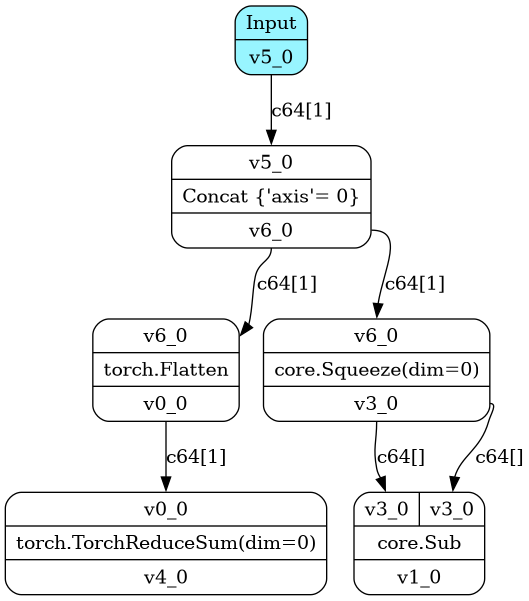 Input
v5_0
c64[1]
v5_0
Concat {'axis'= 0}
v6_0
c64[1]
c64[1]
v6_0
torch.Flatten
v0_0
v6_0
core.Squeeze(dim=0)
v3_0
c64[1]
c64[]
c64[]
v0_0
torch.TorchReduceSum(dim=0)
v4_0
v3_0
v3_0
core.Sub
v1_0